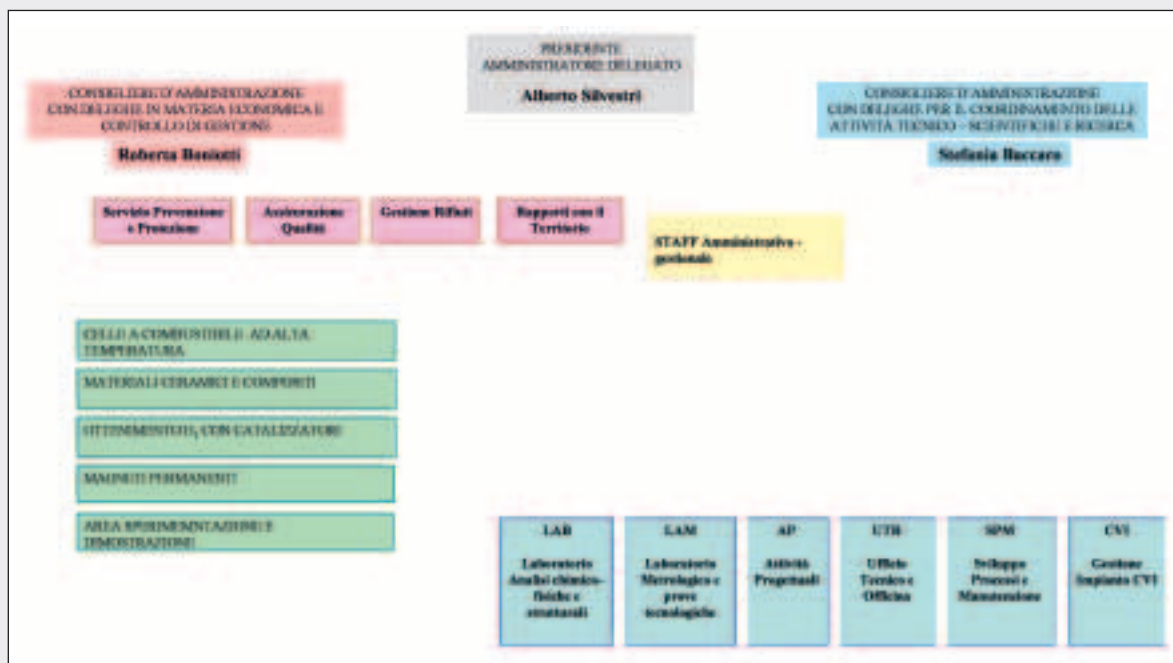 PRESIDENTE
AMMINISTRATORE DELEGATO
Alberto Silvestri
CONSIGLIERE D'AMMINISTRAZIONE
CON DELEGHE IN MATERIA ECONOMICA E
CONTROLLO DI GESTIONE
Roberta
CONSIGLIERE D'AMMINISTRAZIONE
CON DELEGHE PER IL COORDINAMENTO DELLE
ATTIVITÀ TECNICO - SCIENTIFICHE E RICERCA
Stefania Baccaro
Servizio Prevenzione
e Protezione
Assicurazione
Qualità
Gestione Rifiuti
Rapporti con il
Territorio
STAFF Amministrativo -
gestionale
CELLE A COMBUSTIBILE AD ALTA
TEMPERATURA
MATERIALI CERAMICI E COMPOSITI
OTTENIMENTO CON CATALIZZATORE
MAGNETI PERMANENTI
AREA E
DIMOSTRAZIONE
LAB
Laboratorio
Analisi chimico-
fisiche e
strutturali
LAM
Laboratorio
Metrologico e
prove
tecnologiche
AP
Attività
Progettuali
Ufficio
Tecnico e
Officina
SPM
Sviluppo
Processi e
Manutenzione
CVI
Gestione
Impianto CVI